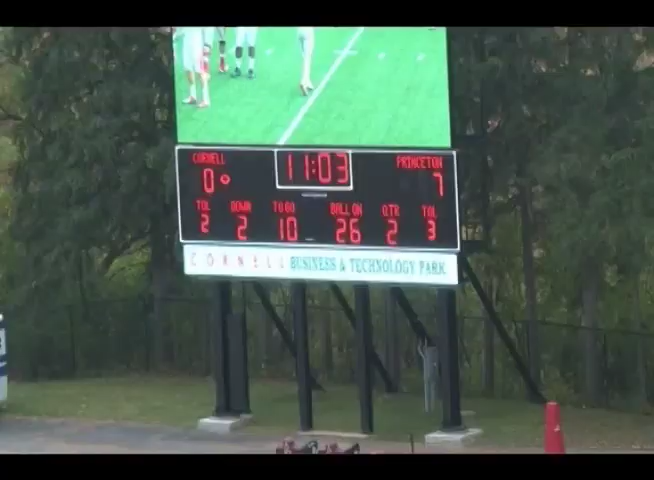 CORNELL 11:03 PRINCETON
0 7
TOL DOWN TO GO BALL ON QTR TOL
2 2 10 26 2 3
CORNELL BUSINESS & TECHNOLOGY PARK